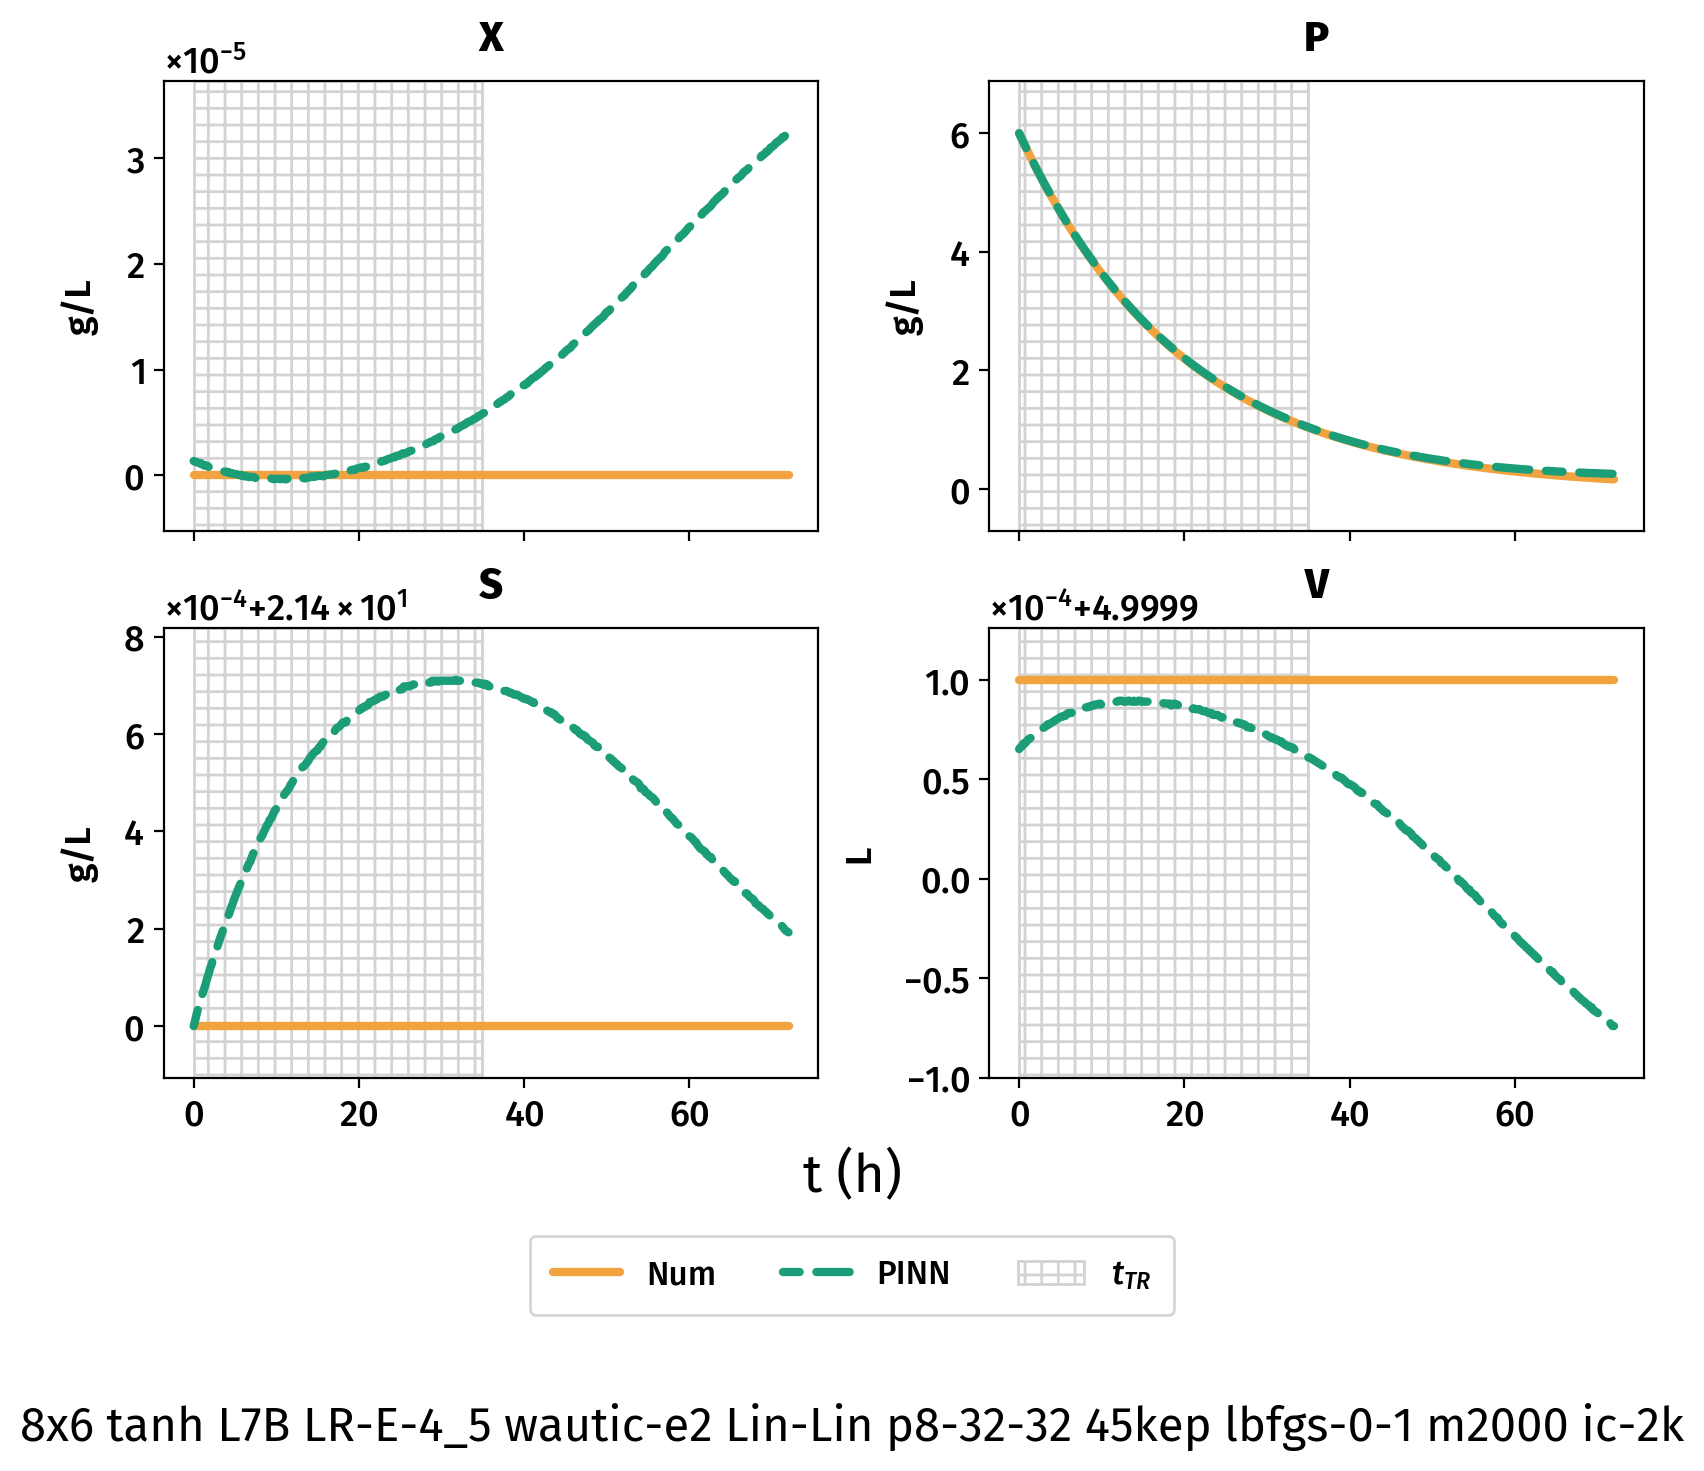 X
×10⁻⁵
g/L
3
2
1
0
P
g/L
6
4
2
0
S
×10⁻⁴+2.14 × 10¹
g/L
8
6
4
2
0
0 20 40 60
V
×10⁻⁴+4.9999
L
1.0
0.5
0.0
−0.5
−1.0
0 20 40 60
t (h)
Num PINN t_TR
8x6 tanh L7B LR-E-4_5 wautic-e2 Lin-Lin p8-32-32 45kep lbfgs-0-1 m2000 ic-2k